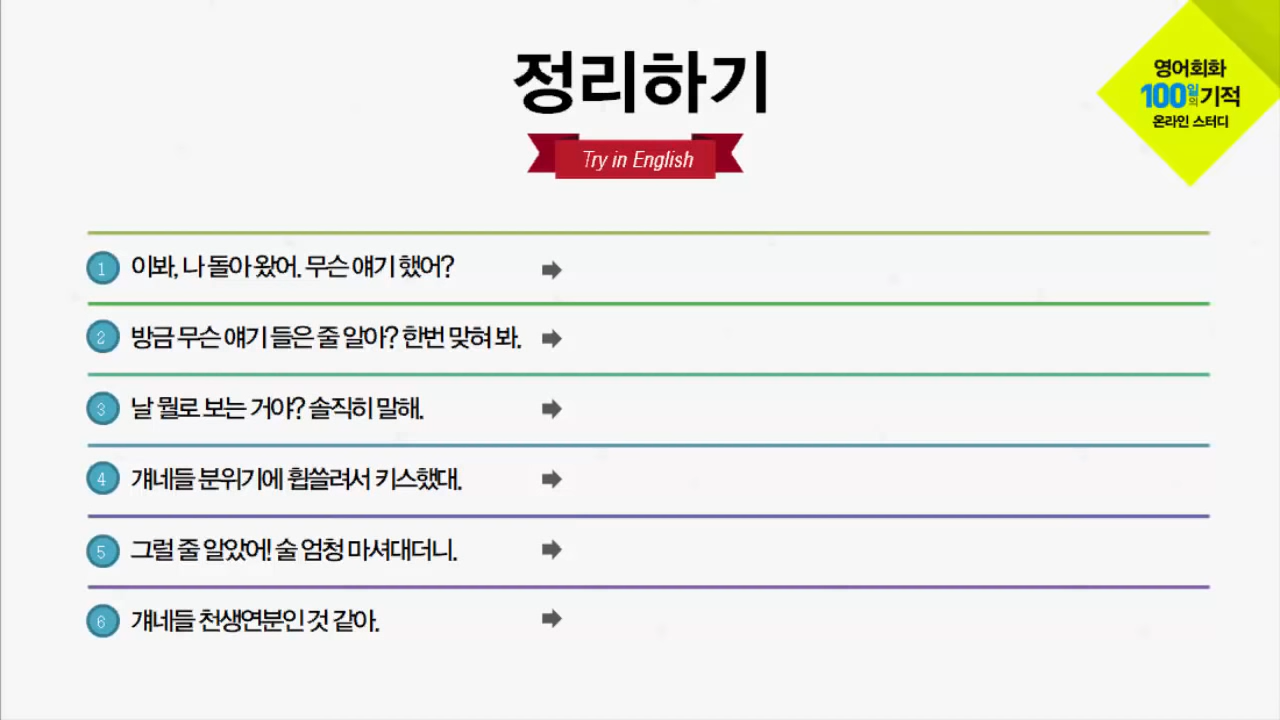 정리하기
Try in English
영어회화
100일의 기적
온라인 스터디
1 이봐, 나 돌아 왔어. 무슨 얘기 했어?
2 방금 무슨 얘기 들은 줄 알아? 한번 맞혀 봐.
3 날 뭘로 보는 거야? 솔직히 말해.
4 걔네들 분위기에 휩쓸려서 키스했대.
5 그럴 줄 알았어! 술 엄청 마셔대더니.
6 걔네들 천생연분인 것 같아.